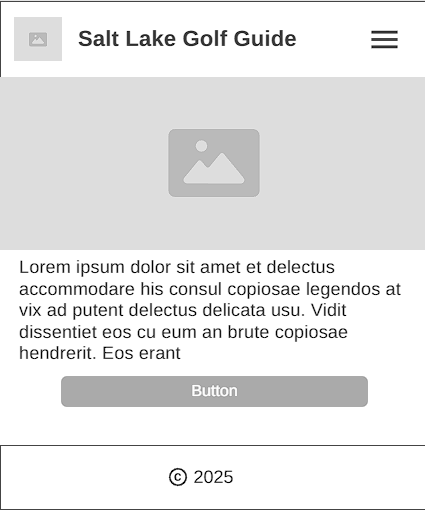 Salt Lake Golf Guide
Lorem ipsum dolor sit amet et delectus
accommodare his consul copiosae legendos at
vix ad putent delectus delicata usu. Vidit
dissentiet eos cu eum an brute copiosae
hendrerit. Eos erant
Button
© 2025